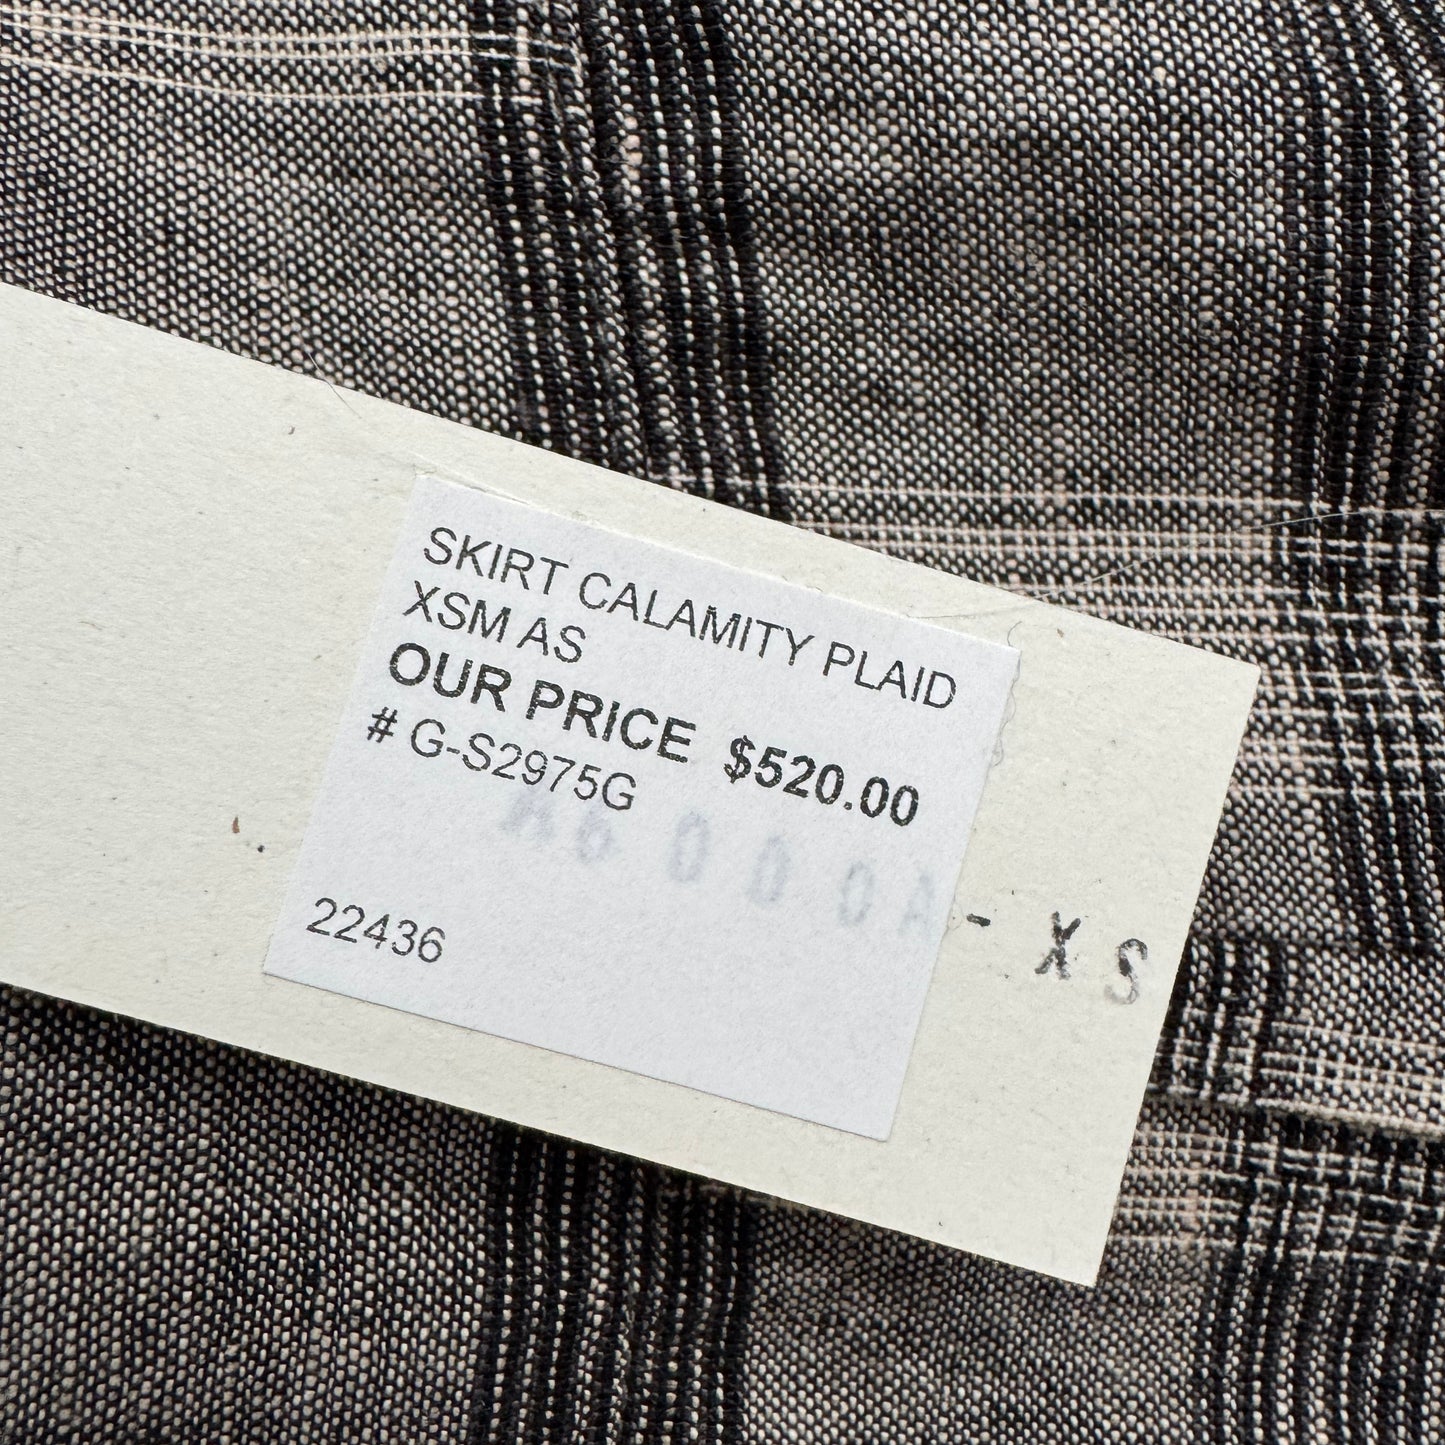 SKIRT CALAMITY PLAID
XSM AS
OUR PRICE $520.00
# G-S2975G
- XS
22436